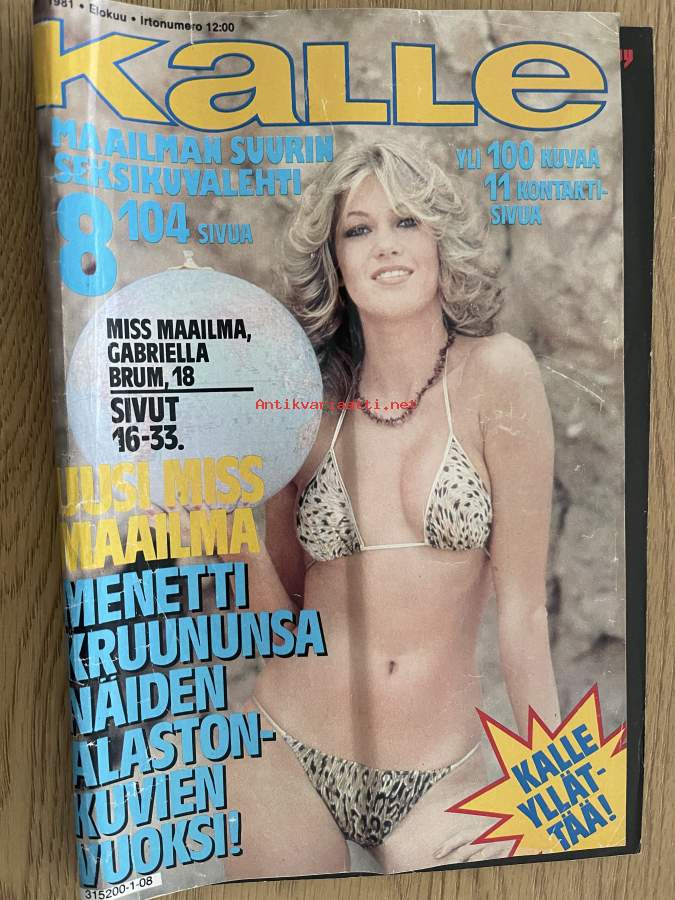 1981 • Elokuu • Irtonumero 12:00
Kalle
MAAILMAN SUURIN
SEKSIKUVALEHTI
8 104 SIVUA
YLI 100 KUVAA
11 KONTAKTI-
SIVUA
MISS MAAILMA,
GABRIELLA
BRUM, 18
SIVUT
16-33.
Antikvariaatti.net
UUSI MISS
MAAILMA
MENETTI
KRUUNUNSA
NÄIDEN
ALASTON-
KUVIEN
VUOKSI!
KALLE
YLLÄT-
TÄÄ!
315200-1-08